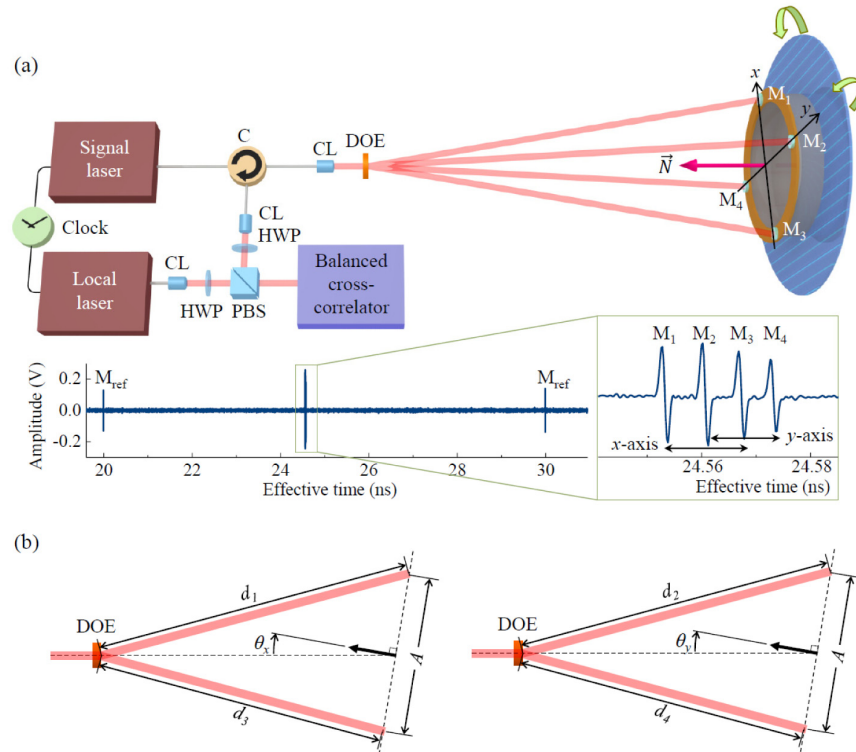 (a)
Signal
laser
Clock
Local
laser
C
CL
DOE
CL
HWP
CL
HWP
PBS
Balanced
cross-
correlator
x
M1
y
M2
N⃗
M4
M3
Amplitude (V)
0.2
0.0
-0.2
Mref
Mref
20
22
24
26
28
30
Effective time (ns)
M1 M2 M3 M4
x-axis
y-axis
24.56
24.58
Effective time (ns)
(b)
DOE
d1
θx
A
d3
DOE
d2
θy
A
d4